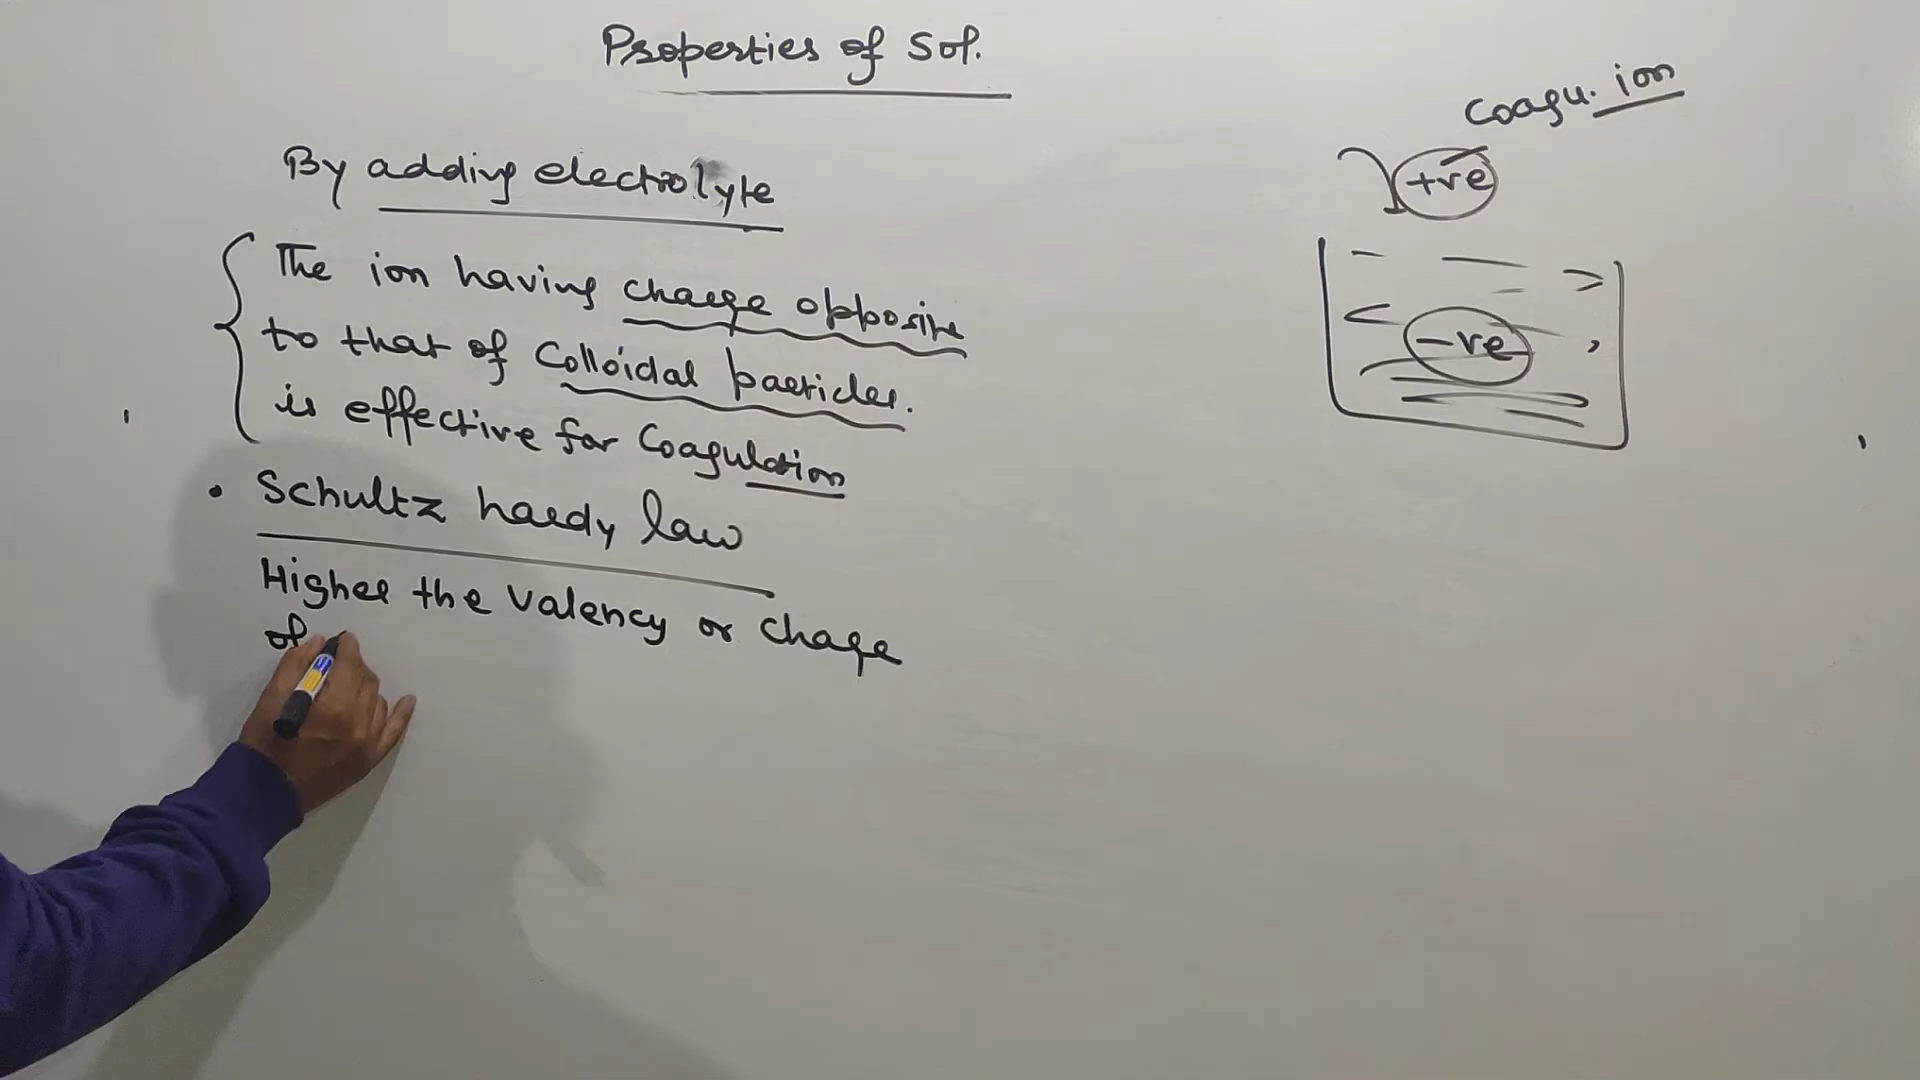 Properties of Sol.
By adding electrolyte
The ion having charge opposite
to that of Colloidal particles.
is effective for Coagulation
• Schultz hardy law
Higher the Valency or Chage
of
Coagu. ion
+ve
-ve